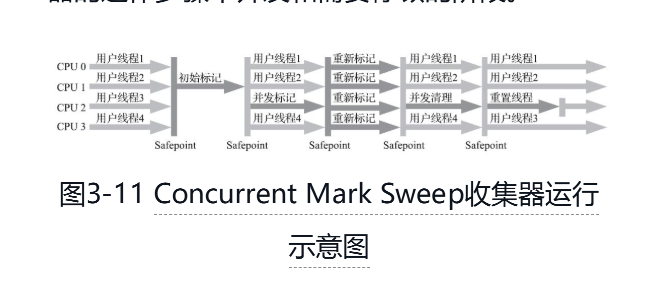 用户线程1 用户线程1 重新标记 用户线程1 用户线程1
CPU 0
用户线程2 初始标记 用户线程2 重新标记 用户线程2 用户线程2
CPU 1
用户线程3 并发标记 重新标记 并发清理 重置线程
CPU 2
用户线程4 用户线程4 重新标记 用户线程4 用户线程3
CPU 3
Safepoint Safepoint Safepoint Safepoint Safepoint
图3-11 Concurrent Mark Sweep收集器运行
示意图